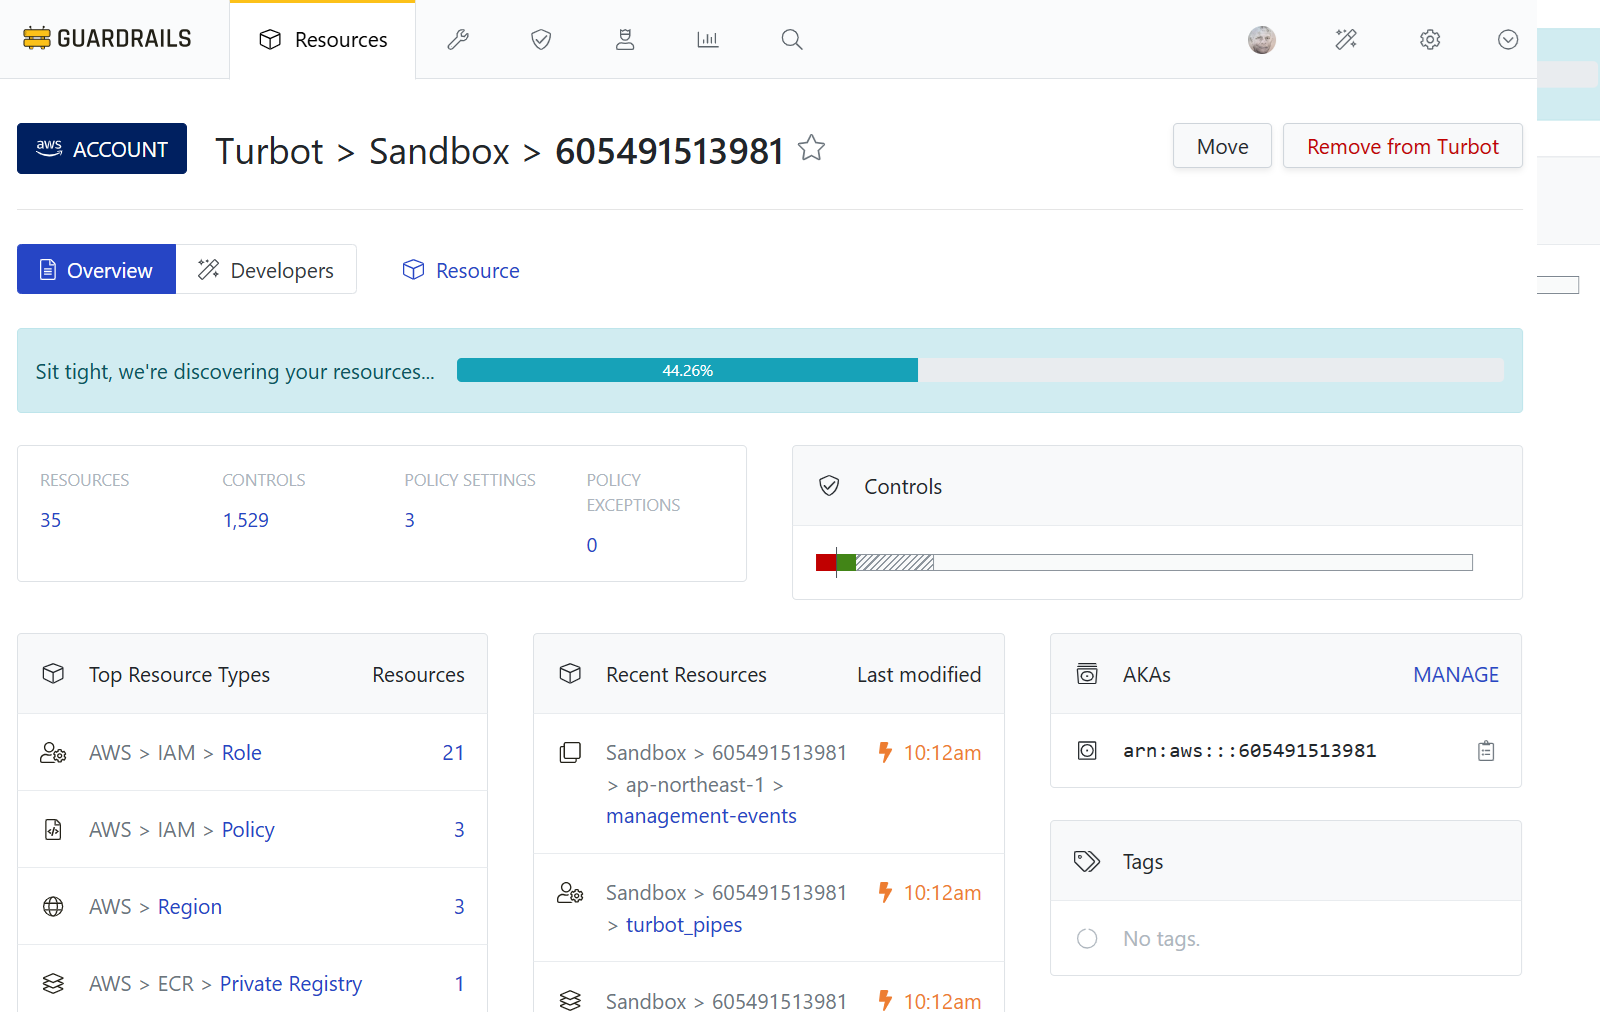 GUARDRAILS
Resources
aws ACCOUNT
Turbot > Sandbox > 605491513981
Move
Remove from Turbot
Overview
Developers
Resource
Sit tight, we're discovering your resources...
44.26%
RESOURCES
35
CONTROLS
1,529
POLICY SETTINGS
3
POLICY
EXCEPTIONS
0
Controls
Top Resource Types
Resources
AWS > IAM > Role
21
AWS > IAM > Policy
3
AWS > Region
3
AWS > ECR > Private Registry
1
Recent Resources
Last modified
Sandbox > 605491513981
10:12am
> ap-northeast-1 >
management-events
Sandbox > 605491513981
10:12am
> turbot_pipes
Sandbox > 605491513981
10:12am
AKAs
MANAGE
arn:aws:::605491513981
Tags
No tags.